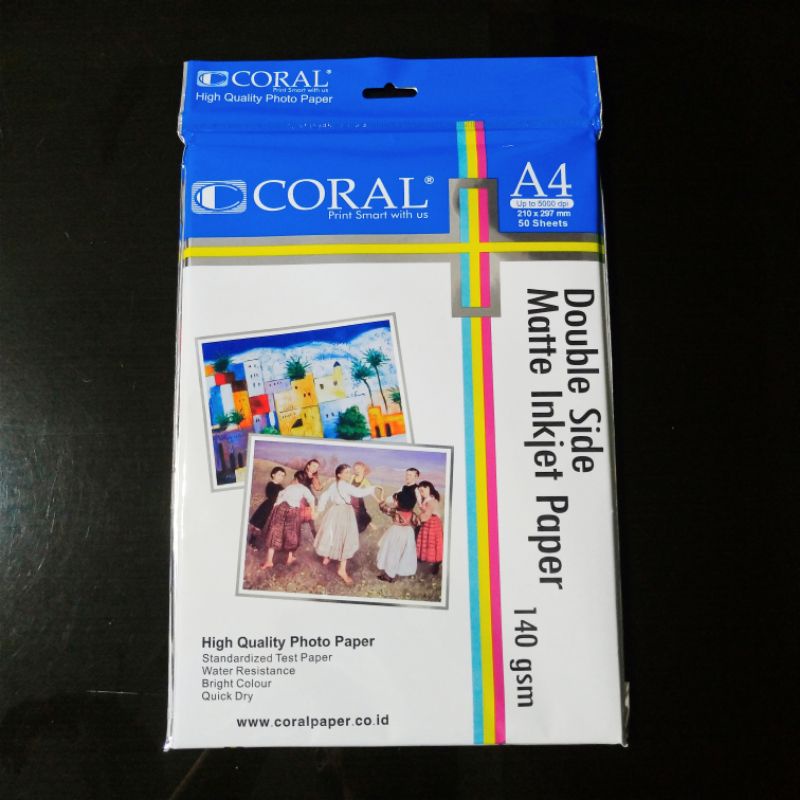 CORAL®
Print Smart with us
High Quality Photo Paper
CORAL®
Print Smart with us
A4
Up to 5000 dpi
210 x 297 mm
50 Sheets
Double Side
Matte Inkjet Paper
140 gsm
High Quality Photo Paper
Standardized Test Paper
Water Resistance
Bright Colour
Quick Dry
www.coralpaper.co.id